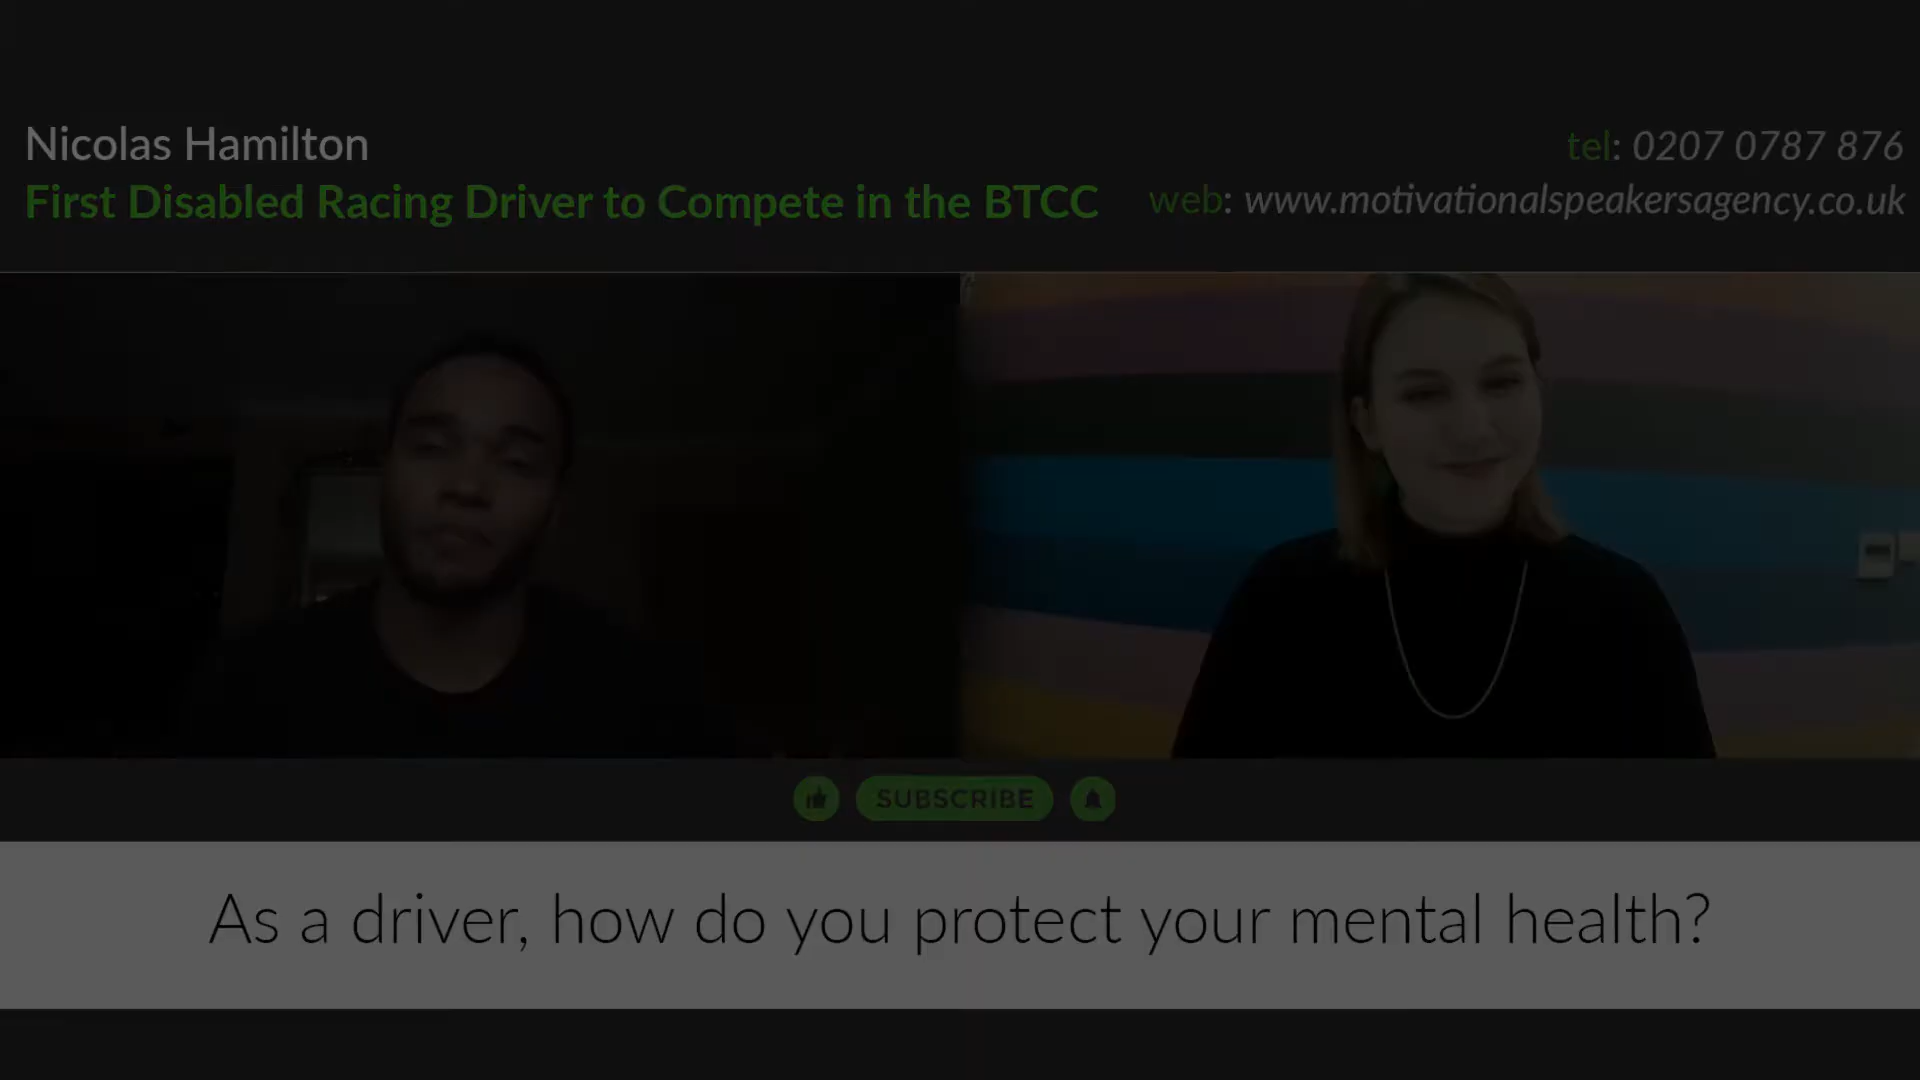 Nicolas Hamilton
First Disabled Racing Driver to Compete in the BTCC
tel: 0207 0787 876
web: www.motivationalspeakersagency.co.uk
SUBSCRIBE
As a driver, how do you protect your mental health?